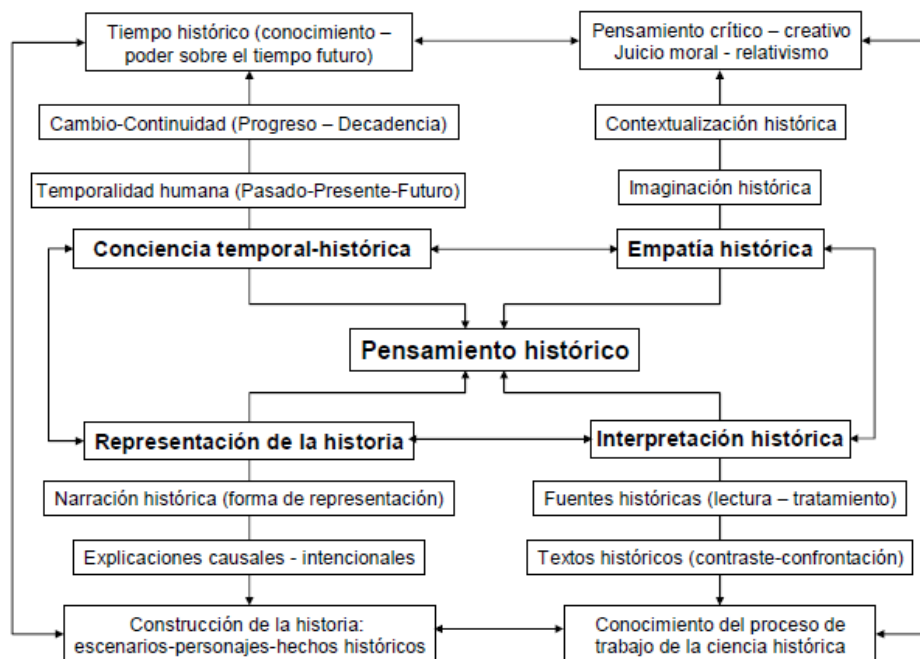 Tiempo histórico (conocimiento –
poder sobre el tiempo futuro)
Pensamiento crítico – creativo
Juicio moral - relativismo
Cambio-Continuidad (Progreso – Decadencia)
Contextualización histórica
Temporalidad humana (Pasado-Presente-Futuro)
Imaginación histórica
Conciencia temporal-histórica
Empatía histórica
Pensamiento histórico
Representación de la historia
Interpretación histórica
Narración histórica (forma de representación)
Fuentes históricas (lectura – tratamiento)
Explicaciones causales - intencionales
Textos históricos (contraste-confrontación)
Construcción de la historia:
escenarios-personajes-hechos históricos
Conocimiento del proceso de
trabajo de la ciencia histórica